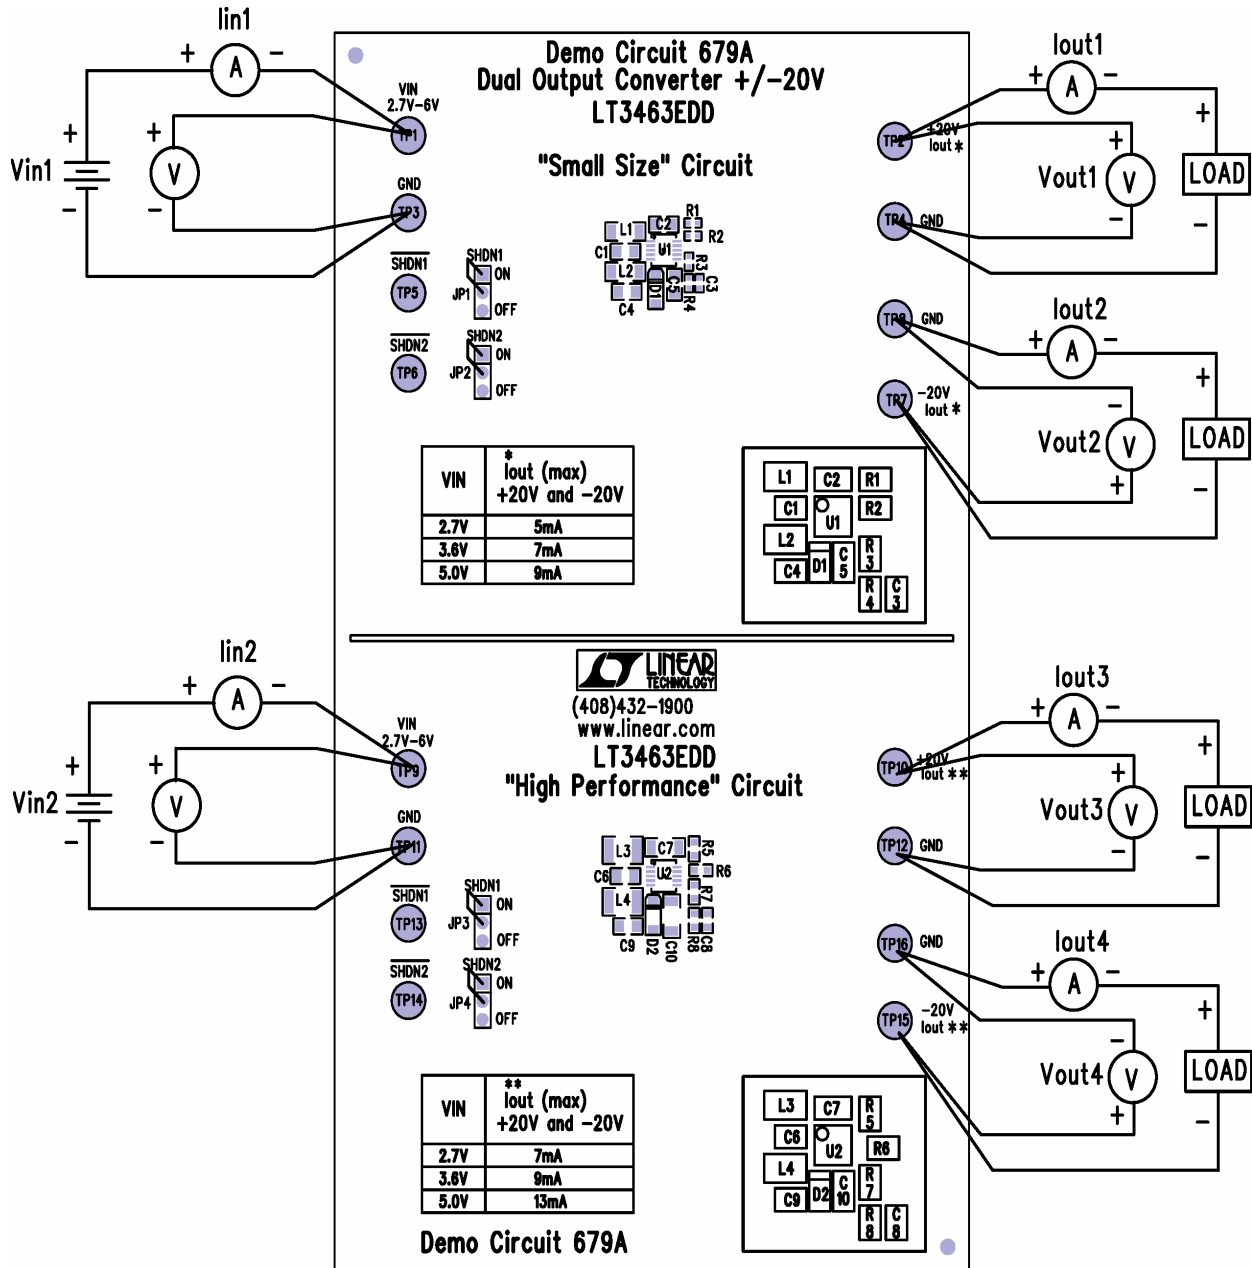 Iin1
+ A -
Demo Circuit 679A
Dual Output Converter +/-20V
LT3463EDD
"Small Size" Circuit
VIN
2.7V-6V
TP1
+ V -
Vin1
+
-
GND
TP3
SHDN1
TP5
SHDN1
ON
JP1
OFF
SHDN2
TP6
SHDN2
ON
JP2
OFF
L1
C2
R1
R2
C1
U1
L2
R3
C4
D1
C5
R4
C3
Iout1
+ A -
TP2
+20V
Iout *
Vout1
+ V -
+
LOAD
-
TP4
GND
Iout2
+ A -
TP8
GND
TP7
-20V
Iout *
Vout2
- V +
+
LOAD
-
VIN
*
Iout (max)
+20V and -20V
2.7V 5mA
3.6V 7mA
5.0V 9mA
L1 C2 R1
C1 U1 R2
L2
C4 D1 C5 R3
R4 C3
LINEAR
TECHNOLOGY
(408)432-1900
www.linear.com
LT3463EDD
"High Performance" Circuit
Iin2
+ A -
VIN
2.7V-6V
TP9
+ V -
Vin2
+
-
GND
TP11
SHDN1
TP13
SHDN1
ON
JP3
OFF
SHDN2
TP14
SHDN2
ON
JP4
OFF
L3
C7
R5
C6
U2
R6
L4
R7
C9
D2
C10
R8
C8
Iout3
+ A -
TP10
+20V
Iout **
Vout3
+ V -
+
LOAD
-
TP12
GND
Iout4
+ A -
TP16
GND
TP15
-20V
Iout **
Vout4
- V +
+
LOAD
-
VIN
**
Iout (max)
+20V and -20V
2.7V 7mA
3.6V 9mA
5.0V 13mA
L3 C7 R5
C6 U2 R6
L4
C9 D2 C10 R7
R8 C8
Demo Circuit 679A